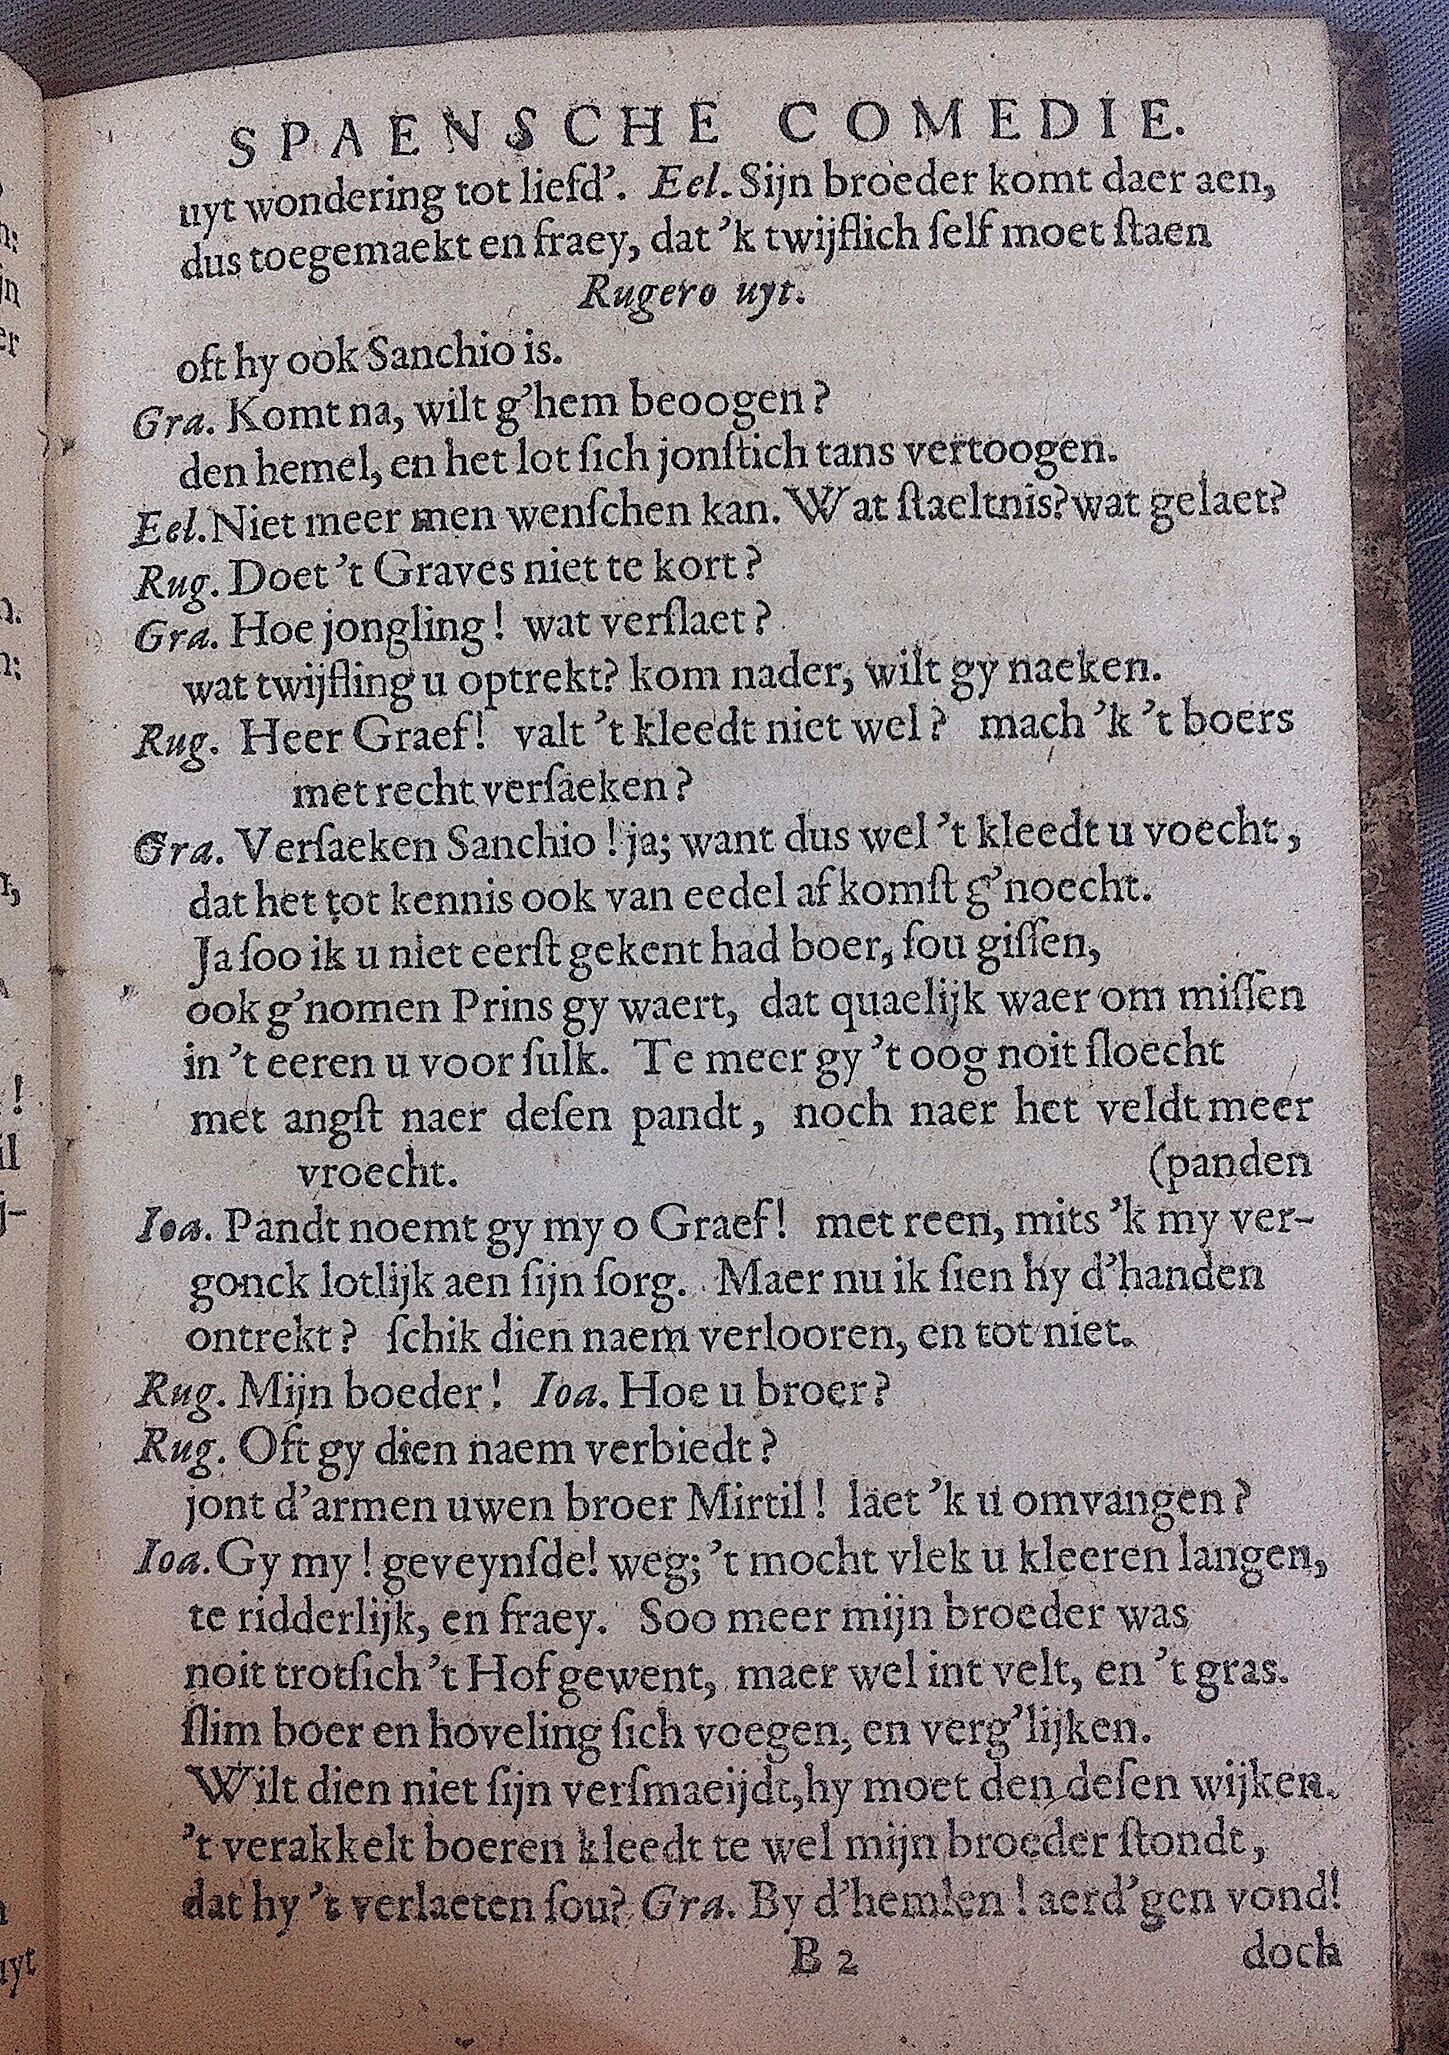 SPAENSCHE COMEDIE.
uyt wondering tot liefd’. Eel. Sijn broeder komt daer aen,
dus toegemaekt en fraey, dat ’k twijflich ſelf moet ſtaen
Rugero uyt.
oft hy ook Sanchio is.
Gra. Komt na, wilt g’hem beoogen?
den hemel, en het lot ſich jonſtich tans vertoogen.
Eel. Niet meer men wenſchen kan. Wat ſtaeltnis? wat gelaet?
Rug. Doet ’t Graves niet te kort?
Gra. Hoe jongling! wat verſlaet?
wat twijfling u optrekt? kom nader, wilt gy naeken.
Rug. Heer Graef! valt ’t kleedt niet wel? mach ’k ’t boers
met recht verſaeken?
Gra. Verſaeken Sanchio! ja; want dus wel ’t kleedt u voecht,
dat het tot kennis ook van eedel afkomſt g’noecht.
Ja ſoo ik u niet eerſt gekent had boer, ſou giſſen,
ook g’nomen Prins gy waert, dat quaelijk waerom miſſen
in ’t eeren u voor ſulk. Te meer gy ’t oog noit ſloecht
met angſt naer deſen pandt, noch naer het veldt meer
vroecht. (panden
Ioa. Pandt noemt gy my o Graef! met reen, mits ’k my ver-
gonck lotlijk aen ſijn ſorg. Maer nu ik ſien hy d’handen
ontrekt? ſchik dien naem verlooren, en tot niet.
Rug. Mijn boeder! Ioa. Hoe u broer?
Rug. Oft gy dien naem verbiedt?
jont d’armen uwen broer Mirtil! laet ’k u omvangen?
Ioa. Gy my! geveynſde! weg; ’t mocht vlek u kleeren langen,
te ridderlijk, en fraey. Soo meer mijn broeder was
noit trotſich ’t Hof gewent, maer wel int velt, en ’t gras.
ſlim boer en hoveling ſich voegen, en verg’lijken.
Wilt dien niet ſijn verſmaeijdt, hy moet den deſen wijken.
’t verakkelt boeren kleedt te wel mijn broeder ſtondt,
dat hy ’t verlaeten ſou? Gra. By d’hemlen! aerd’gen vond!
B 2 doch